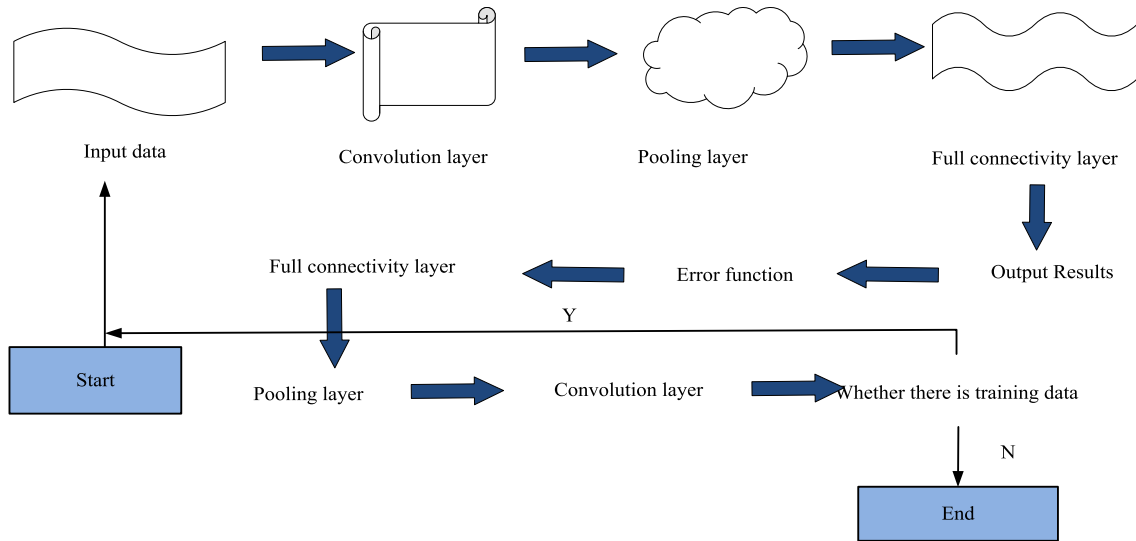 Input data
Convolution layer
Pooling layer
Full connectivity layer
Full connectivity layer
Error function
Output Results
Y
Start
Pooling layer
Convolution layer
Whether there is training data
N
End